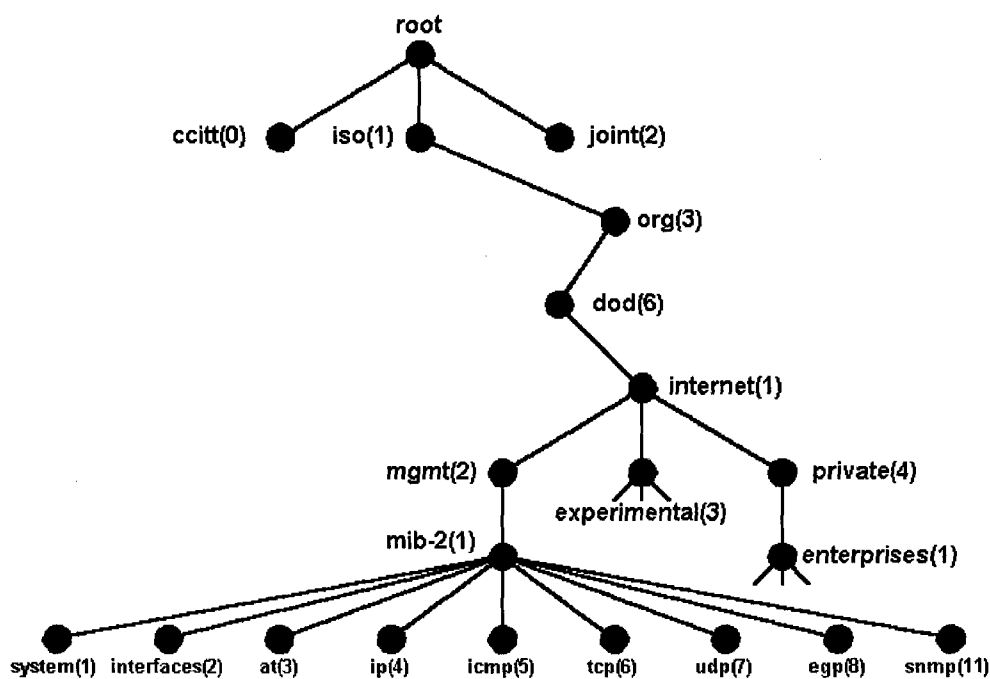 root
ccitt(0)
iso(1)
joint(2)
org(3)
dod(6)
internet(1)
mgmt(2)
experimental(3)
private(4)
mib-2(1)
enterprises(1)
system(1)
interfaces(2)
at(3)
ip(4)
icmp(5)
tcp(6)
udp(7)
egp(8)
snmp(11)